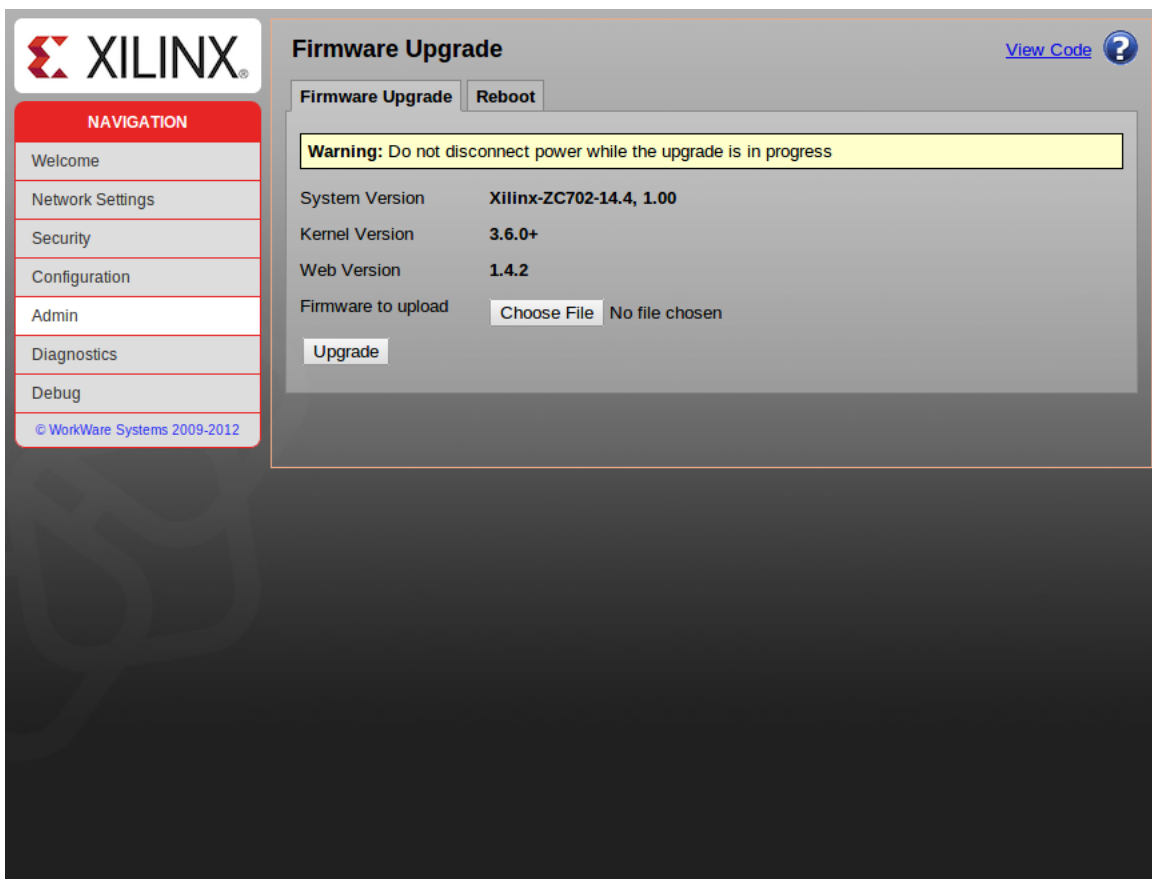 XILINX®
NAVIGATION
Welcome
Network Settings
Security
Configuration
Admin
Diagnostics
Debug
© WorkWare Systems 2009-2012
Firmware Upgrade
View Code ?
Firmware Upgrade Reboot
Warning: Do not disconnect power while the upgrade is in progress
System Version Xilinx-ZC702-14.4, 1.00
Kernel Version 3.6.0+
Web Version 1.4.2
Firmware to upload Choose File No file chosen
Upgrade